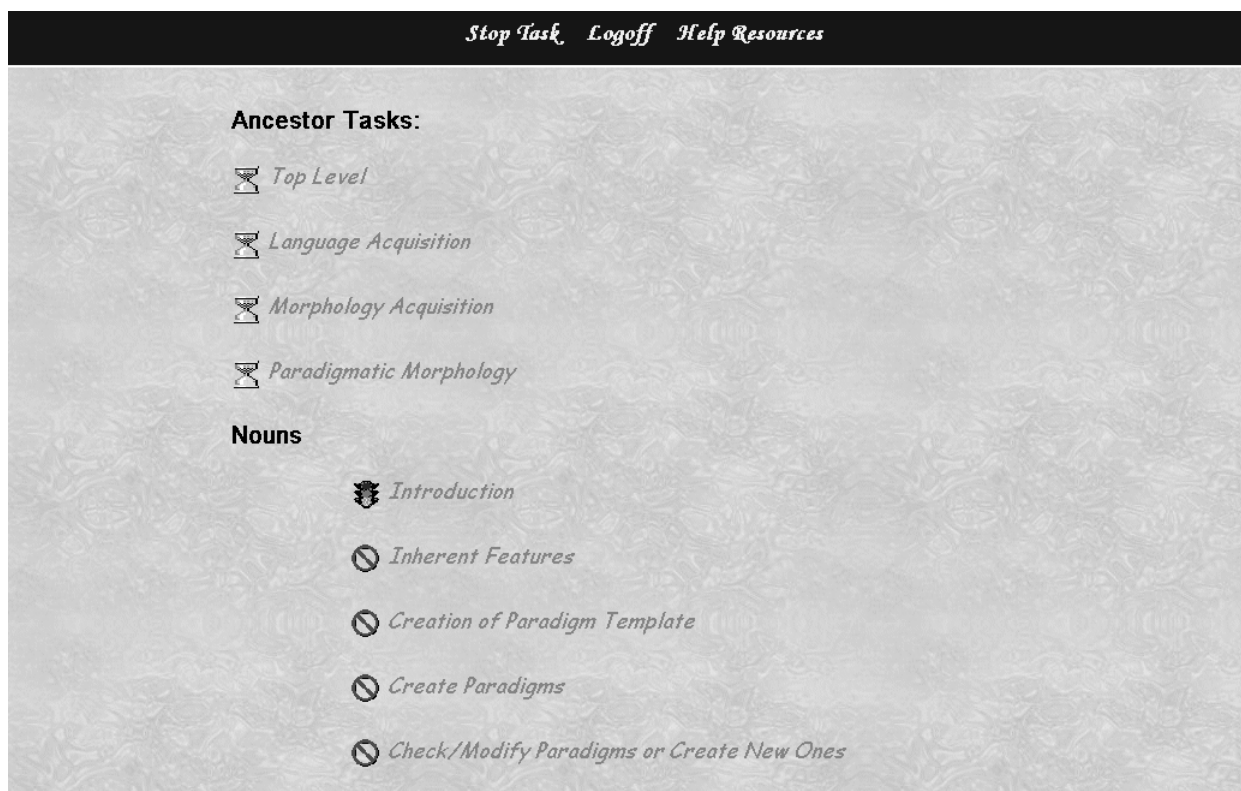 Stop Task Logoff Help Resources
Ancestor Tasks:
Top Level
Language Acquisition
Morphology Acquisition
Paradigmatic Morphology
Nouns
Introduction
Inherent Features
Creation of Paradigm Template
Create Paradigms
Check/Modify Paradigms or Create New Ones